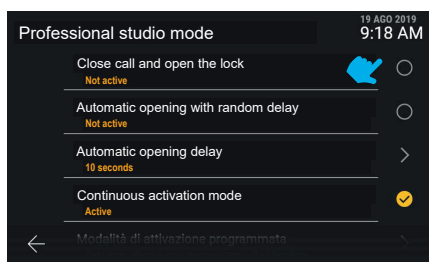 19 AGO 2019
Professional studio mode 9:18 AM
Close call and open the lock
Not active
Automatic opening with random delay
Not active
Automatic opening delay
10 seconds
Continuous activation mode
Active
Modalità di attivazione programmata